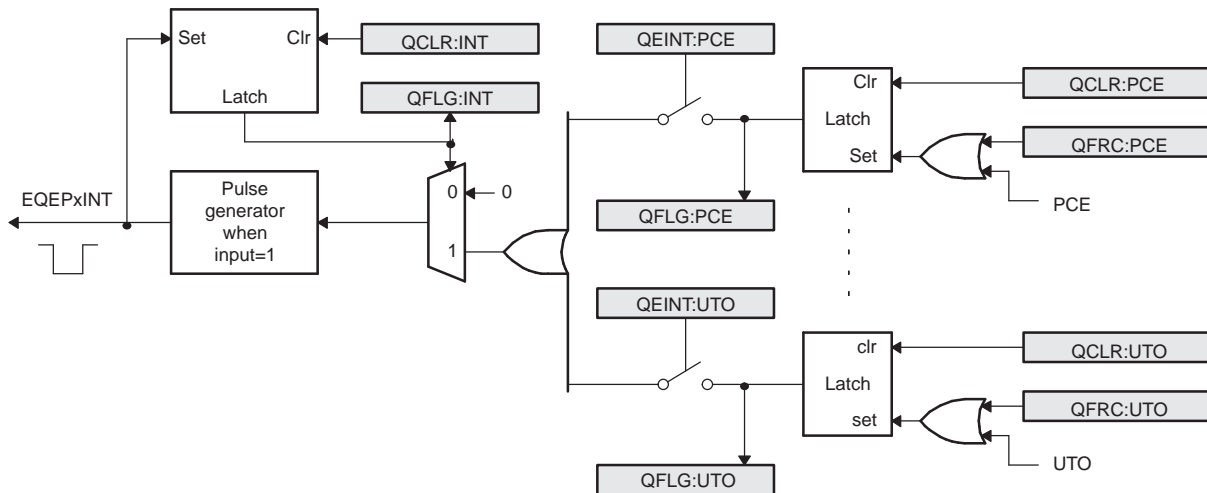 Set
Clr
QCLR:INT
Latch
QFLG:INT
EQEPxINT
Pulse
generator
when
input=1
0
0
1
QEINT:PCE
QFLG:PCE
Clr
Latch
Set
QCLR:PCE
QFRC:PCE
PCE
QEINT:UTO
QFLG:UTO
clr
Latch
set
QCLR:UTO
QFRC:UTO
UTO